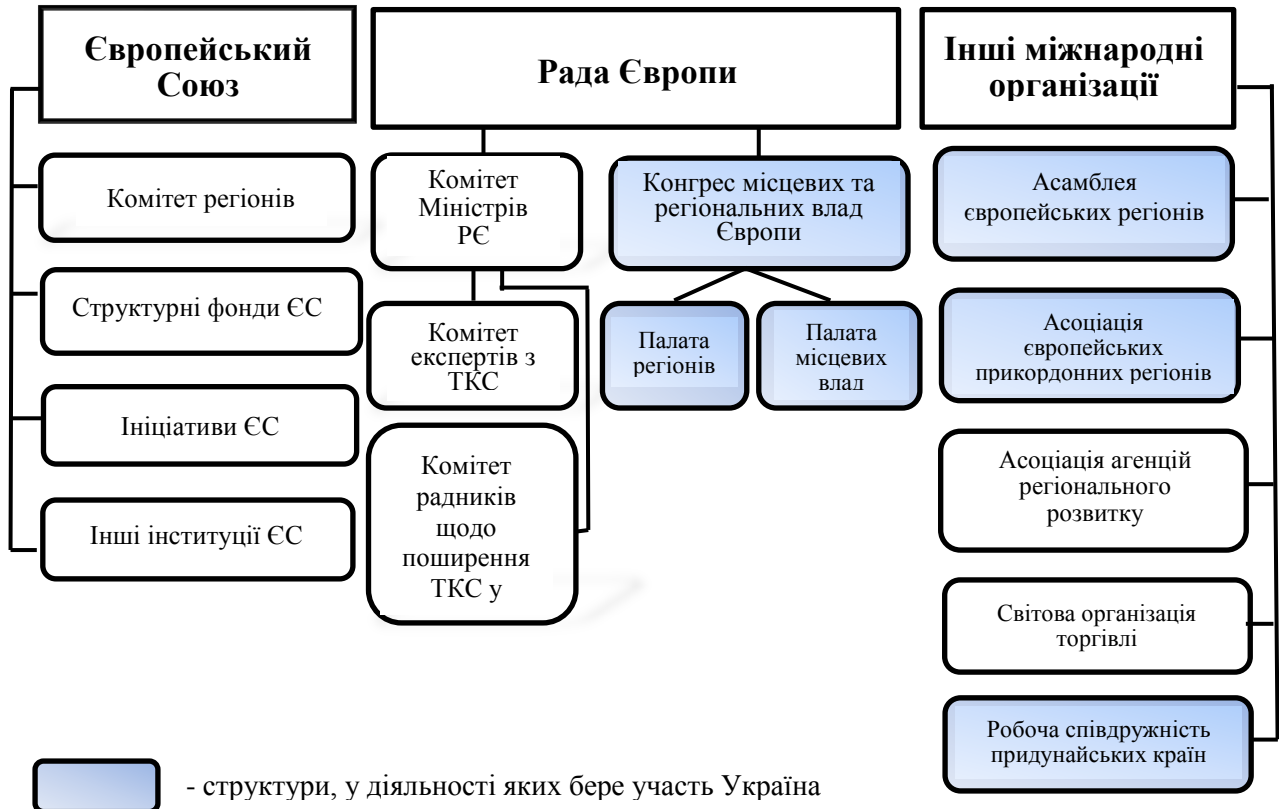 Європейський
Союз
Рада Європи
Інші міжнародні
організації
Комітет регіонів
Структурні фонди ЄС
Ініціативи ЄС
Інші інституції ЄС
Комітет
Міністрів
РЄ
Комітет
експертів з
ТКС
Комітет
радників
щодо
поширення
ТКС у
Конгрес місцевих та
регіональних влад
Європи
Палата
регіонів
Палата
місцевих
влад
Асамблея
європейських регіонів
Асоціація
європейських
прикордонних регіонів
Асоціація агенцій
регіонального
розвитку
Світова організація
торгівлі
Робоча співдружність
придунайських країн
- структури, у діяльності яких бере участь Україна